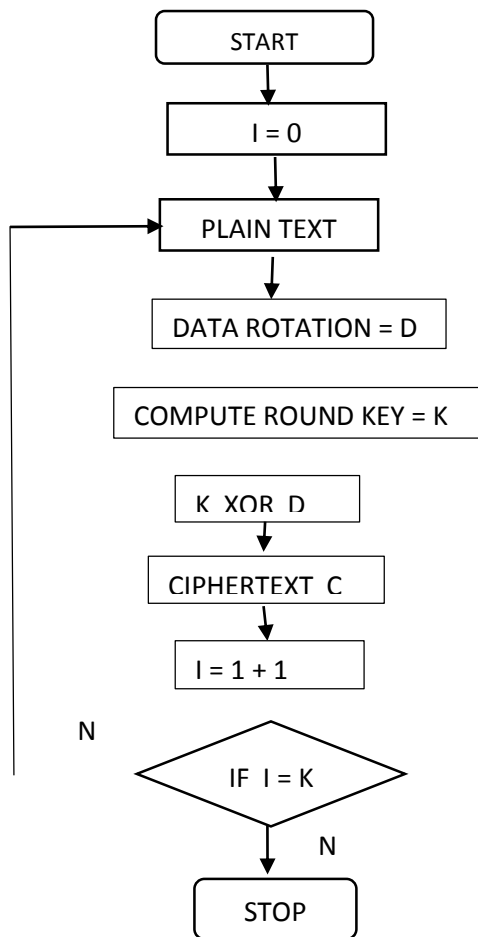 START
I = 0
PLAIN TEXT
DATA ROTATION = D
COMPUTE ROUND KEY = K
K XOR D
CIPHERTEXT C
I = 1 + 1
N
IF I = K
N
STOP